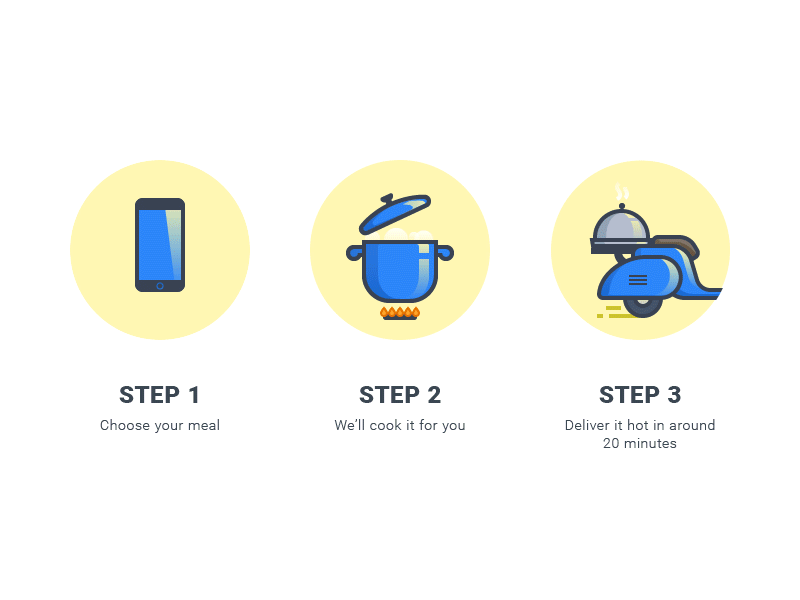 STEP 1
Choose your meal
STEP 2
We'll cook it for you
STEP 3
Deliver it hot in around
20 minutes